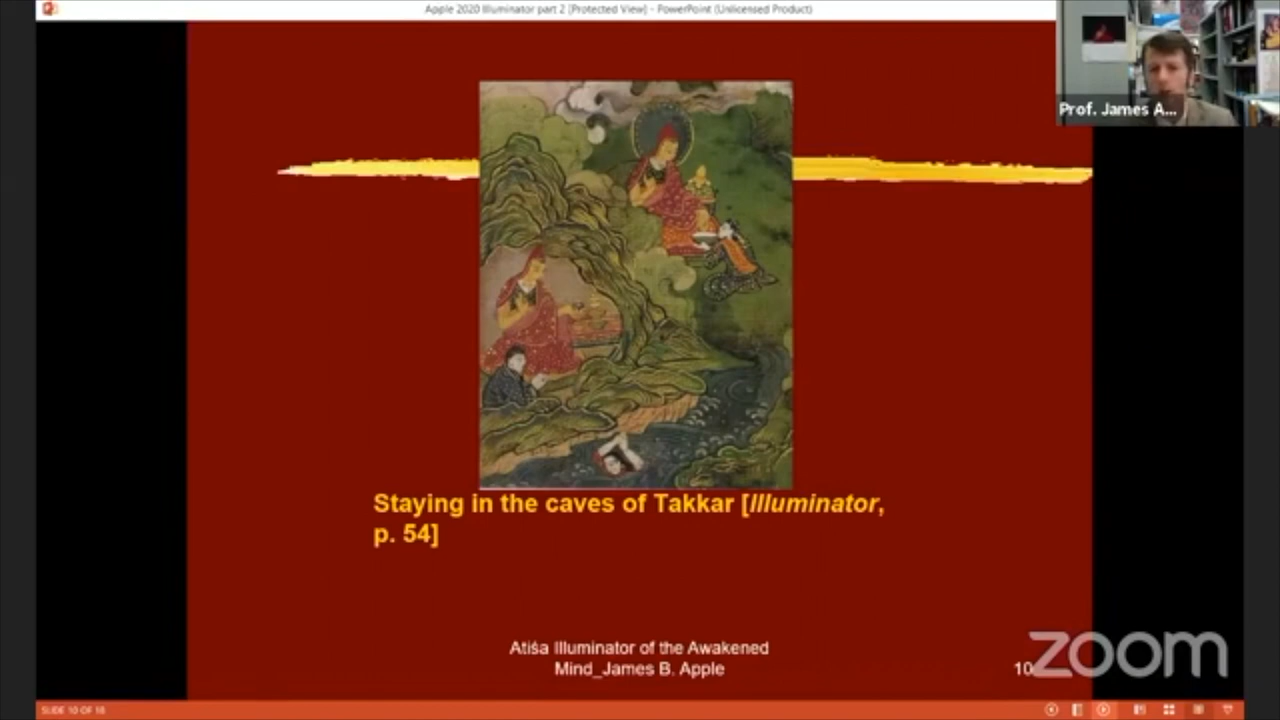 Apple 2020 Illuminator part 2 [Protected View] - PowerPoint (Unlicensed Product)
Prof. James A...
Staying in the caves of Takkar [Illuminator,
p. 54]
Atiśa Illuminator of the Awakened
Mind_James B. Apple
10
zoom
SLIDE 10 OF 18